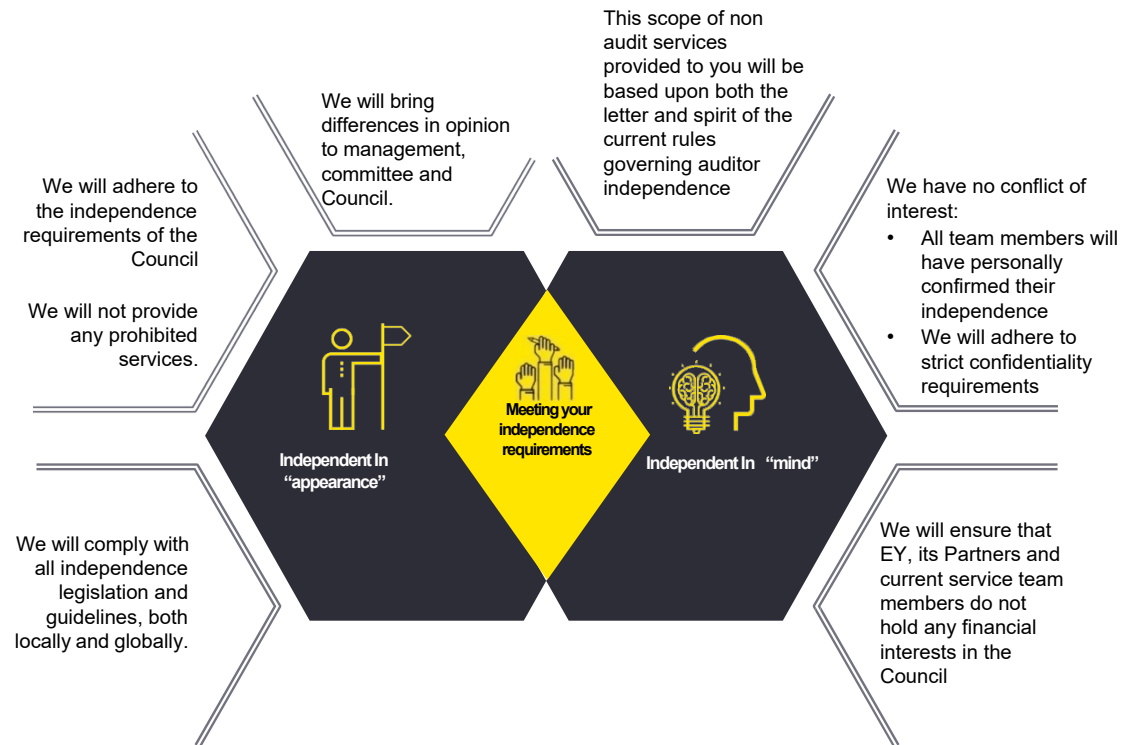 This scope of non
audit services
provided to you will be
based upon both the
letter and spirit of the
current rules
governing auditor
independence
We will bring
differences in opinion
to management,
committee and
Council.
We will adhere to
the independence
requirements of the
Council
We will not provide
any prohibited
services.
We have no conflict of
interest:
• All team members will
have personally
confirmed their
independence
• We will adhere to
strict confidentiality
requirements
Meeting your
independence
requirements
Independent In
“appearance”
Independent In “mind”
We will comply with
all independence
legislation and
guidelines, both
locally and globally.
We will ensure that
EY, its Partners and
current service team
members do not
hold any financial
interests in the
Council